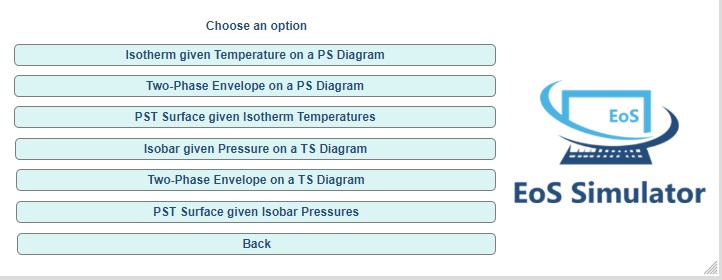 Choose an option
Isotherm given Temperature on a PS Diagram
Two-Phase Envelope on a PS Diagram
PST Surface given Isotherm Temperatures
Isobar given Pressure on a TS Diagram
Two-Phase Envelope on a TS Diagram
PST Surface given Isobar Pressures
Back
EoS
EoS Simulator